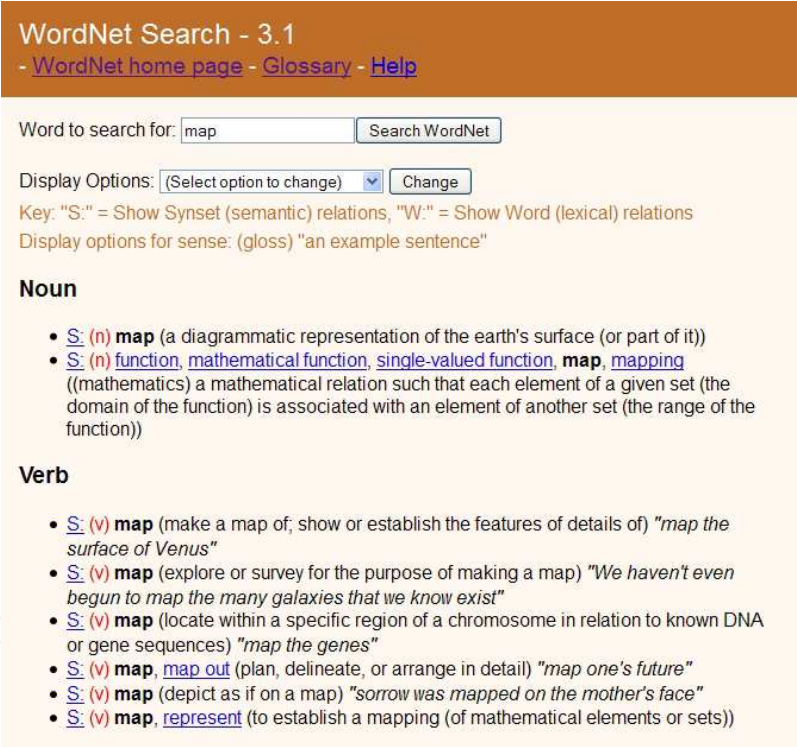 WordNet Search - 3.1
- WordNet home page - Glossary - Help
Word to search for: map Search WordNet
Display Options: (Select option to change) Change
Key: "S:" = Show Synset (semantic) relations, "W:" = Show Word (lexical) relations
Display options for sense: (gloss) "an example sentence"
Noun
• S: (n) map (a diagrammatic representation of the earth's surface (or part of it))
• S: (n) function, mathematical function, single-valued function, map, mapping
((mathematics) a mathematical relation such that each element of a given set (the
domain of the function) is associated with an element of another set (the range of the
function))
Verb
• S: (v) map (make a map of; show or establish the features of details of) "map the
surface of Venus"
• S: (v) map (explore or survey for the purpose of making a map) "We haven't even
begun to map the many galaxies that we know exist"
• S: (v) map (locate within a specific region of a chromosome in relation to known DNA
or gene sequences) "map the genes"
• S: (v) map, map out (plan, delineate, or arrange in detail) "map one's future"
• S: (v) map (depict as if on a map) "sorrow was mapped on the mother's face"
• S: (v) map, represent (to establish a mapping (of mathematical elements or sets))